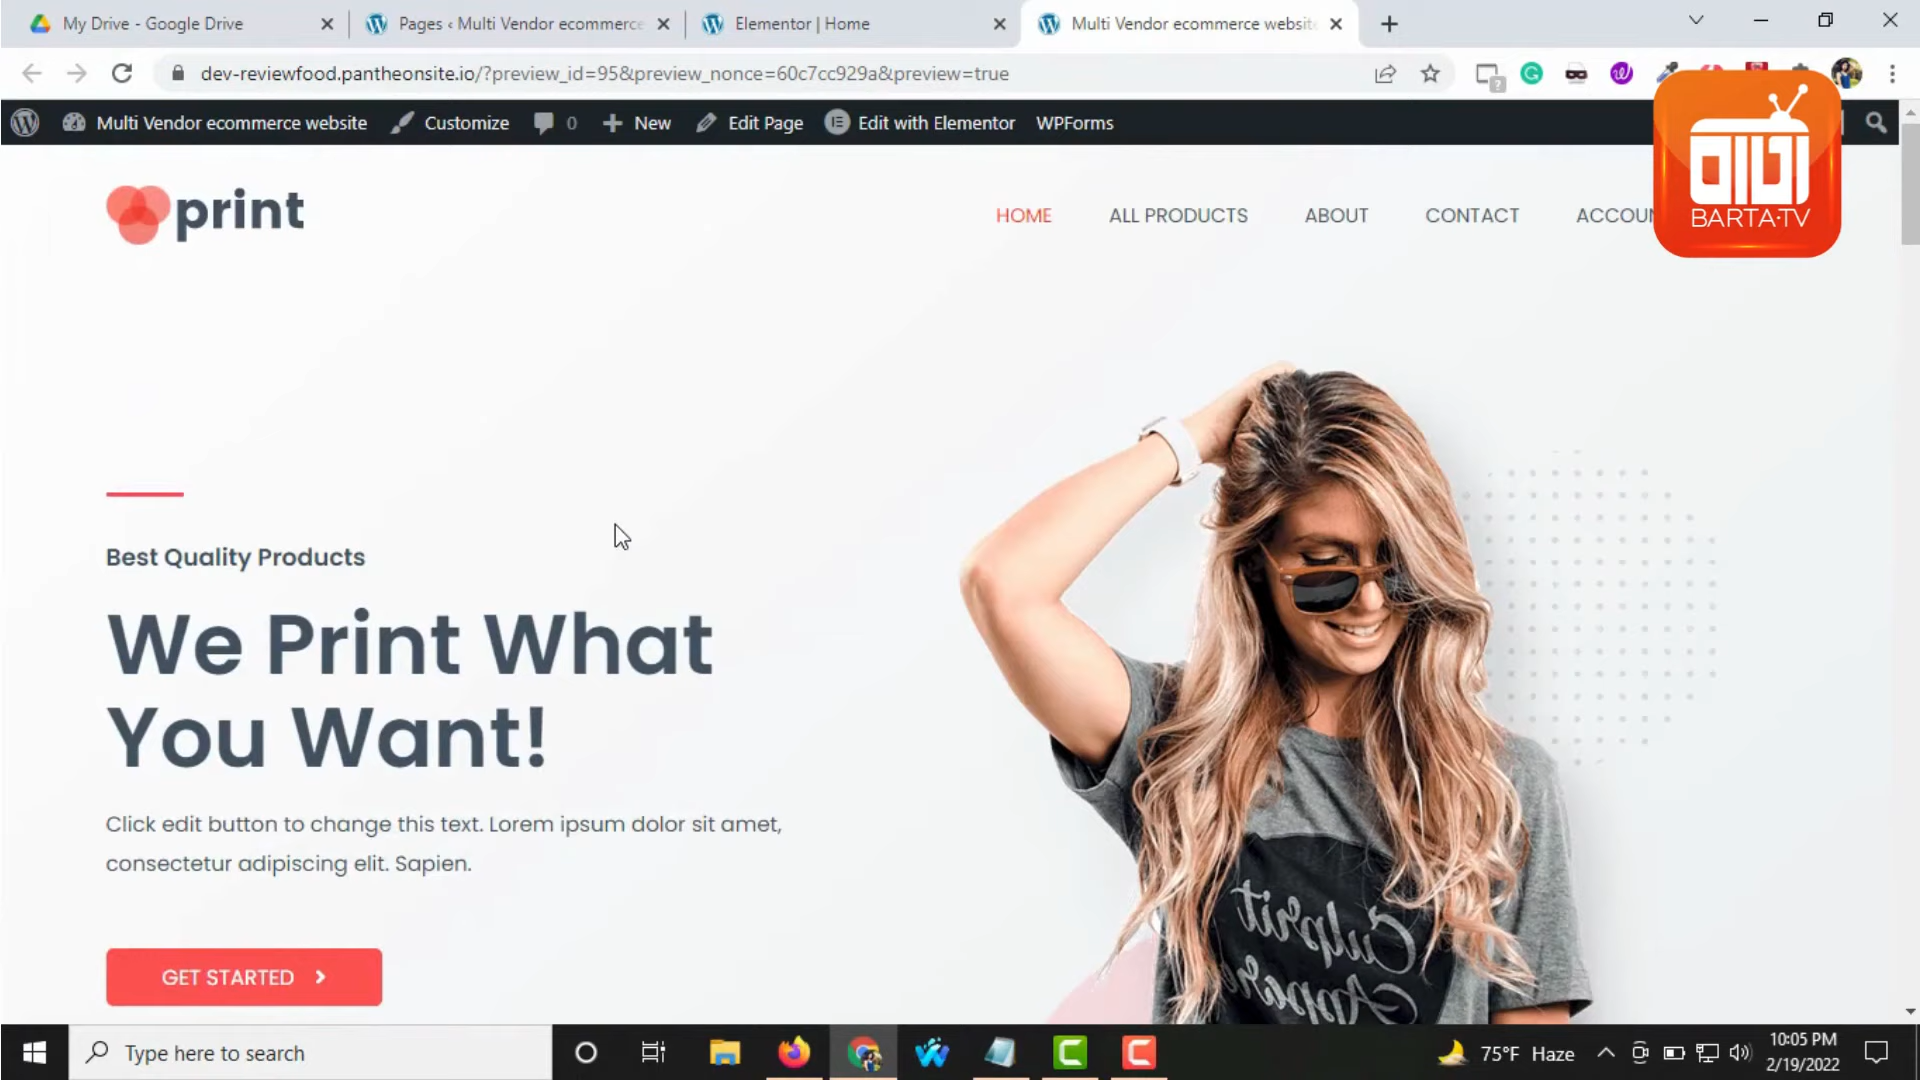 My Drive - Google Drive
Pages ‹ Multi Vendor ecommerce
Elementor | Home
Multi Vendor ecommerce website
dev-reviewfood.pantheonsite.io/?preview_id=95&preview_nonce=60c7cc929a&preview=true
Multi Vendor ecommerce website
Customize
0
New
Edit Page
Edit with Elementor
WPForms
print
HOME
ALL PRODUCTS
ABOUT
CONTACT
ACCOUN
BARTA·TV
Best Quality Products
We Print What
You Want!
Click edit button to change this text. Lorem ipsum dolor sit amet,
consectetur adipiscing elit. Sapien.
GET STARTED
Culprit
Type here to search
75°F Haze
10:05 PM
2/19/2022